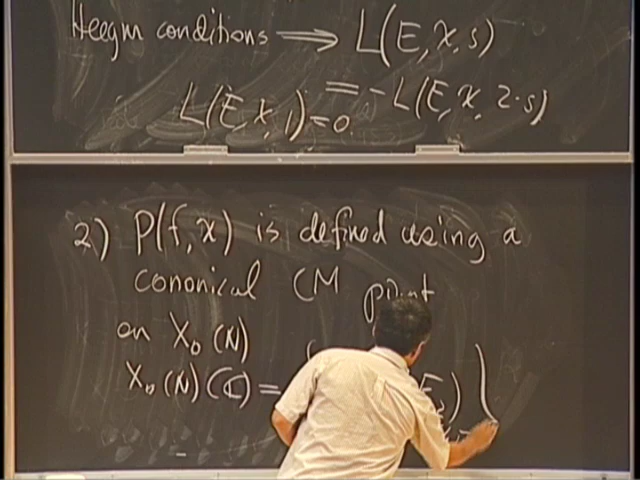 Heegner conditions ⟹ L(E, χ, s)
= -L(E, χ, 2-s)
L(E, χ, 1) = 0
2) P(f, χ) is defined using a
canonical CM point
on X₀(N)
X₀(N)(ℂ) =